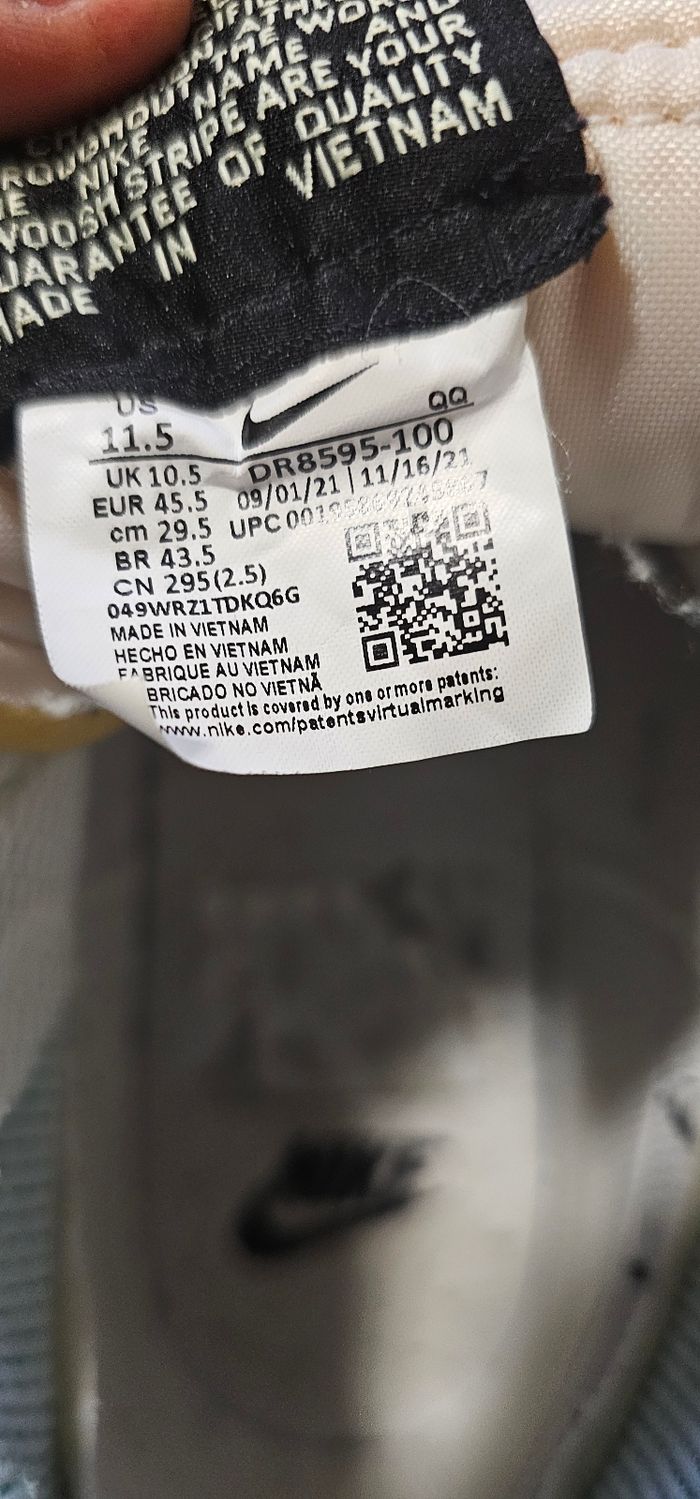 THE WORD
NAME AND
NIKE ARE YOUR
STRIPE
QUALITY
OF
IN VIETNAM
US QQ
11.5
UK 10.5 DR8595-100
EUR 45.5 09/01/21 | 11/16/21
cm 29.5 UPC
BR 43.5
CN 295(2.5)
049WRZ1TDKQ6G
MADE IN VIETNAM
HECHO EN VIETNAM
FABRIQUE AU VIETNAM
BRICADO NO VIETNÃ
This product is covered by one or more patents:
www.nike.com/patentsvirtualmarking